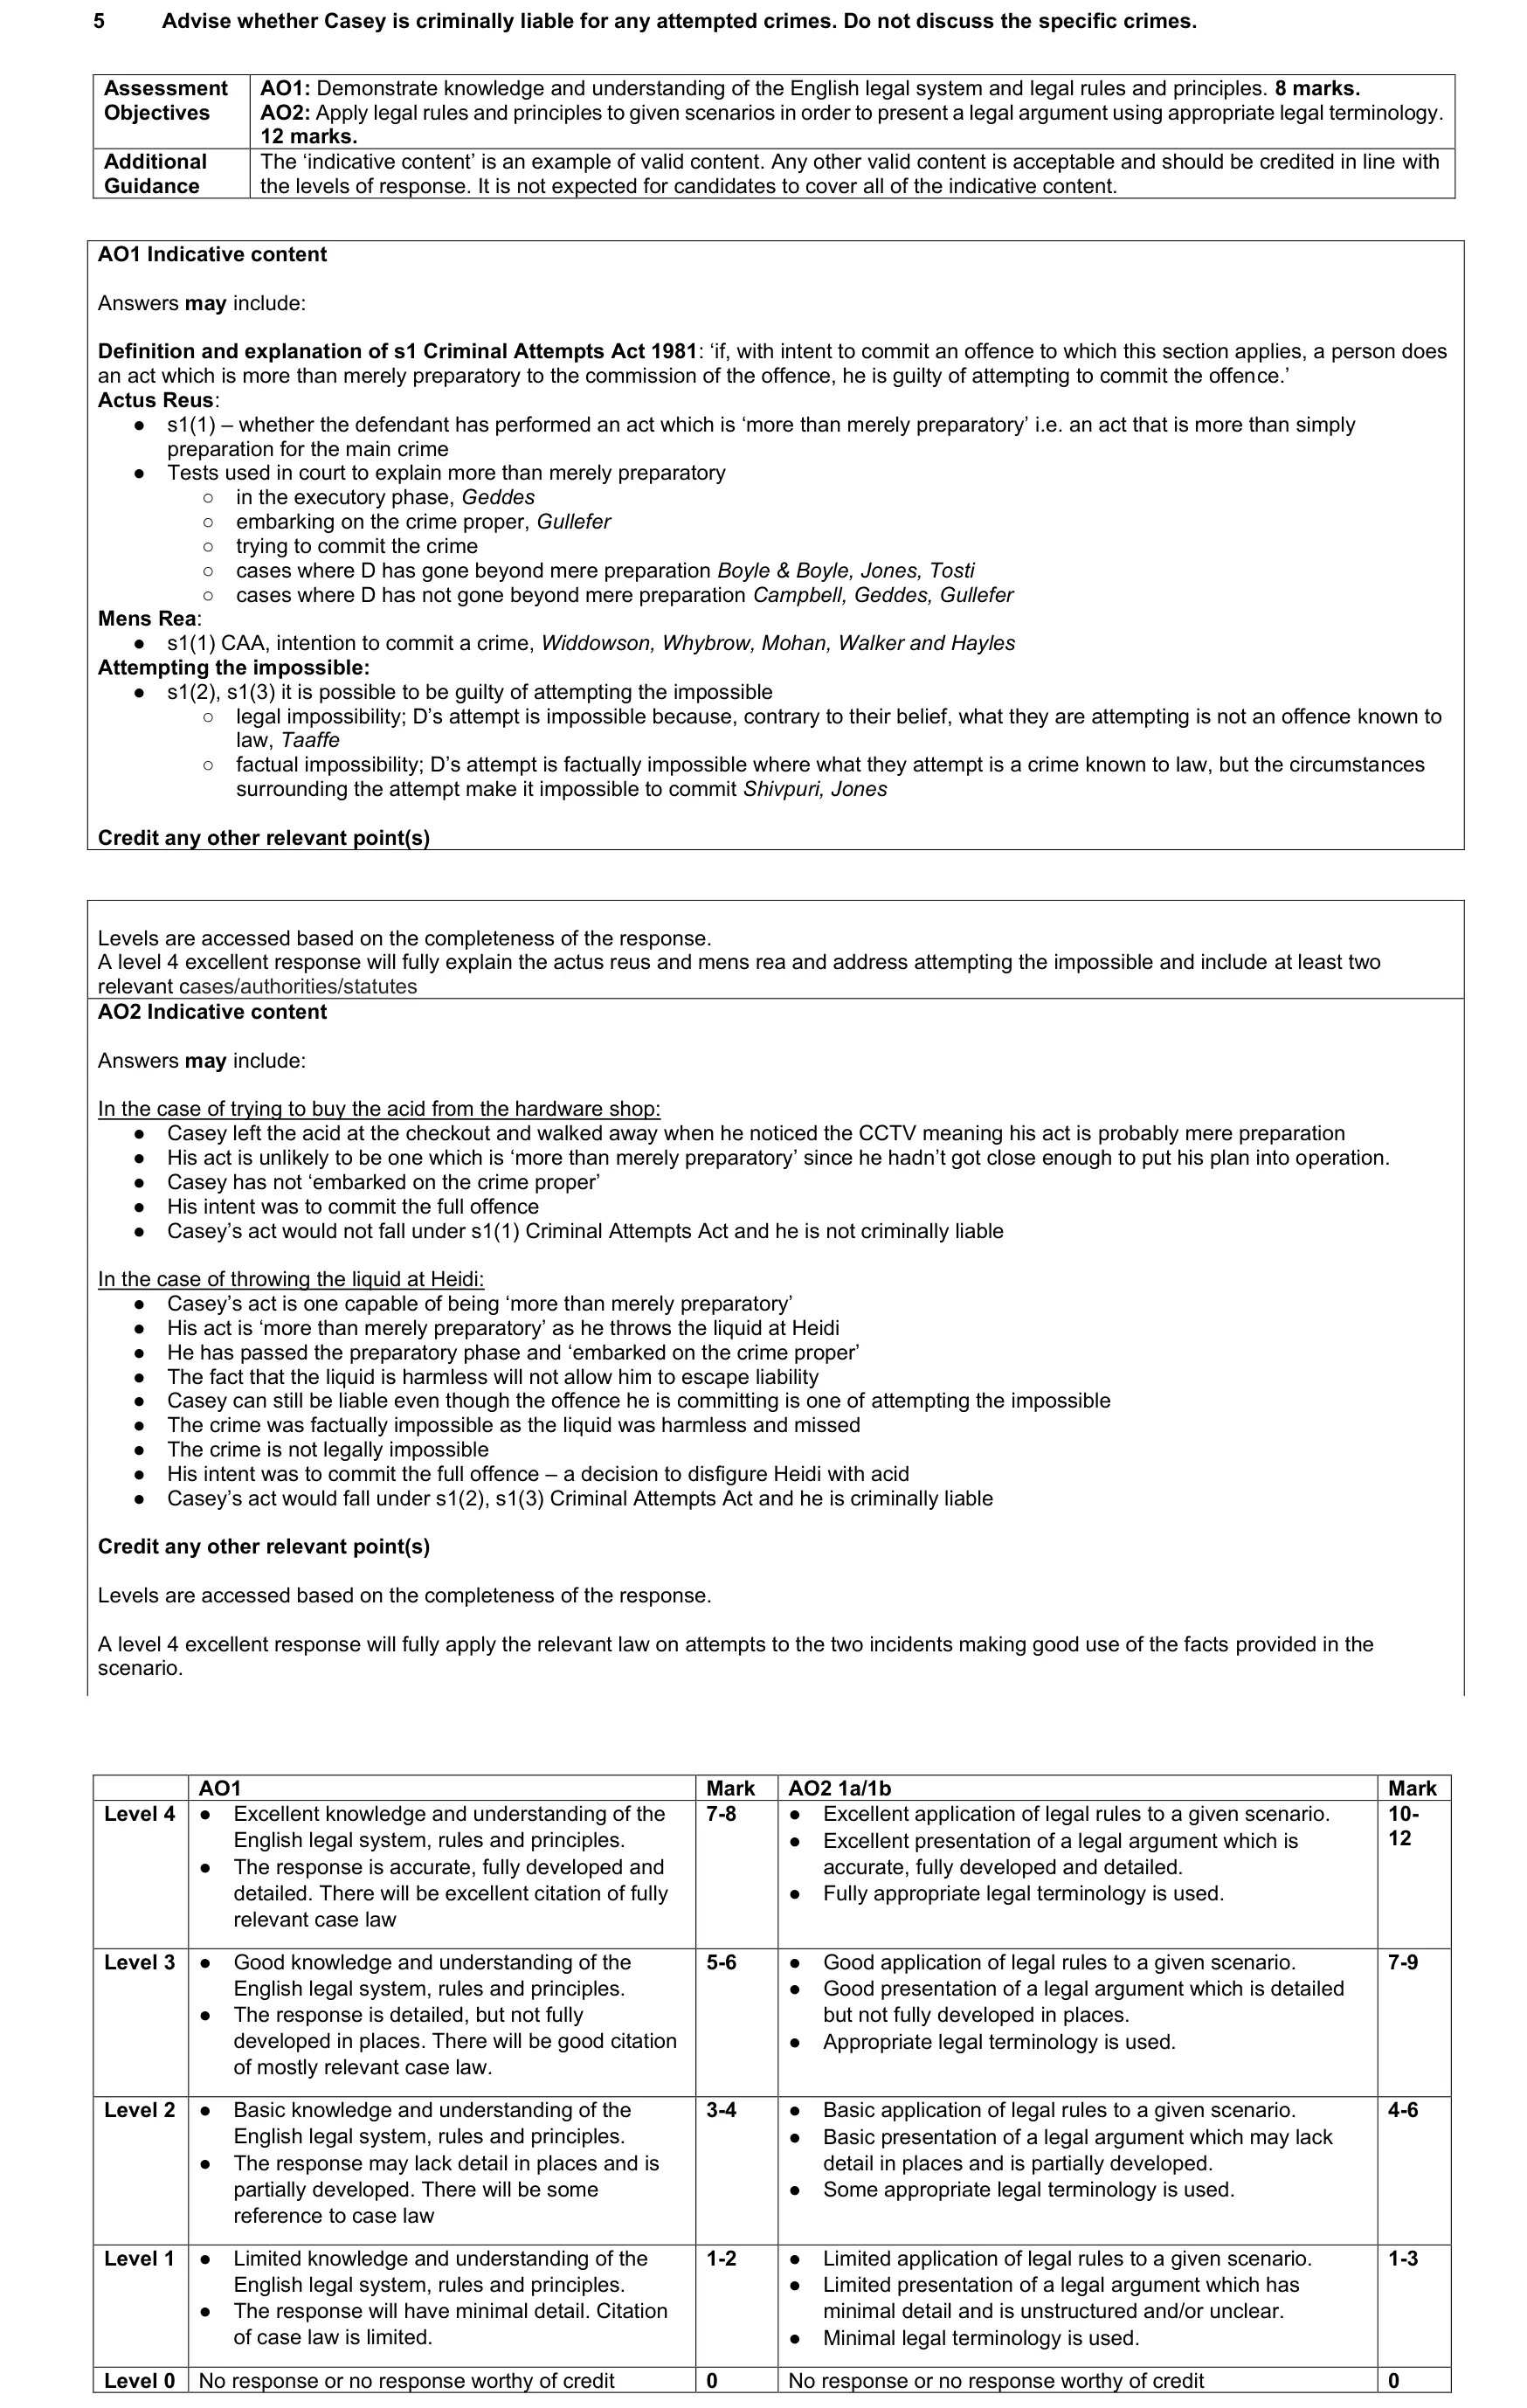 5 Advise whether Casey is criminally liable for any attempted crimes. Do not discuss the specific crimes.
Assessment Objectives
AO1: Demonstrate knowledge and understanding of the English legal system and legal rules and principles. 8 marks.
AO2: Apply legal rules and principles to given scenarios in order to present a legal argument using appropriate legal terminology.
12 marks.
Additional Guidance
The ‘indicative content’ is an example of valid content. Any other valid content is acceptable and should be credited in line with
the levels of response. It is not expected for candidates to cover all of the indicative content.
AO1 Indicative content
Answers may include:
Definition and explanation of s1 Criminal Attempts Act 1981: ‘if, with intent to commit an offence to which this section applies, a person does
an act which is more than merely preparatory to the commission of the offence, he is guilty of attempting to commit the offence.’
Actus Reus:
● s1(1) – whether the defendant has performed an act which is ‘more than merely preparatory’ i.e. an act that is more than simply
preparation for the main crime
● Tests used in court to explain more than merely preparatory
○ in the executory phase, Geddes
○ embarking on the crime proper, Gullefer
○ trying to commit the crime
○ cases where D has gone beyond mere preparation Boyle & Boyle, Jones, Tosti
○ cases where D has not gone beyond mere preparation Campbell, Geddes, Gullefer
Mens Rea:
● s1(1) CAA, intention to commit a crime, Widdowson, Whybrow, Mohan, Walker and Hayles
Attempting the impossible:
● s1(2), s1(3) it is possible to be guilty of attempting the impossible
○ legal impossibility; D’s attempt is impossible because, contrary to their belief, what they are attempting is not an offence known to
law, Taaffe
○ factual impossibility; D’s attempt is factually impossible where what they attempt is a crime known to law, but the circumstances
surrounding the attempt make it impossible to commit Shivpuri, Jones
Credit any other relevant point(s)
Levels are accessed based on the completeness of the response.
A level 4 excellent response will fully explain the actus reus and mens rea and address attempting the impossible and include at least two
relevant cases/authorities/statutes
AO2 Indicative content
Answers may include:
In the case of trying to buy the acid from the hardware shop:
● Casey left the acid at the checkout and walked away when he noticed the CCTV meaning his act is probably mere preparation
● His act is unlikely to be one which is ‘more than merely preparatory’ since he hadn’t got close enough to put his plan into operation.
● Casey has not ‘embarked on the crime proper’
● His intent was to commit the full offence
● Casey’s act would not fall under s1(1) Criminal Attempts Act and he is not criminally liable
In the case of throwing the liquid at Heidi:
● Casey’s act is one capable of being ‘more than merely preparatory’
● His act is ‘more than merely preparatory’ as he throws the liquid at Heidi
● He has passed the preparatory phase and ‘embarked on the crime proper’
● The fact that the liquid is harmless will not allow him to escape liability
● Casey can still be liable even though the offence he is committing is one of attempting the impossible
● The crime was factually impossible as the liquid was harmless and missed
● The crime is not legally impossible
● His intent was to commit the full offence – a decision to disfigure Heidi with acid
● Casey’s act would fall under s1(2), s1(3) Criminal Attempts Act and he is criminally liable
Credit any other relevant point(s)
Levels are accessed based on the completeness of the response.
A level 4 excellent response will fully apply the relevant law on attempts to the two incidents making good use of the facts provided in the
scenario.
AO1 Mark AO2 1a/1b Mark
Level 4
● Excellent knowledge and understanding of the
English legal system, rules and principles.
● The response is accurate, fully developed and
detailed. There will be excellent citation of fully
relevant case law
7-8
● Excellent application of legal rules to a given scenario.
● Excellent presentation of a legal argument which is
accurate, fully developed and detailed.
● Fully appropriate legal terminology is used.
10-
12
Level 3
● Good knowledge and understanding of the
English legal system, rules and principles.
● The response is detailed, but not fully
developed in places. There will be good citation
of mostly relevant case law.
5-6
● Good application of legal rules to a given scenario.
● Good presentation of a legal argument which is detailed
but not fully developed in places.
● Appropriate legal terminology is used.
7-9
Level 2
● Basic knowledge and understanding of the
English legal system, rules and principles.
● The response may lack detail in places and is
partially developed. There will be some
reference to case law
3-4
● Basic application of legal rules to a given scenario.
● Basic presentation of a legal argument which may lack
detail in places and is partially developed.
● Some appropriate legal terminology is used.
4-6
Level 1
● Limited knowledge and understanding of the
English legal system, rules and principles.
● The response will have minimal detail. Citation
of case law is limited.
1-2
● Limited application of legal rules to a given scenario.
● Limited presentation of a legal argument which has
minimal detail and is unstructured and/or unclear.
● Minimal legal terminology is used.
1-3
Level 0 No response or no response worthy of credit 0 No response or no response worthy of credit 0